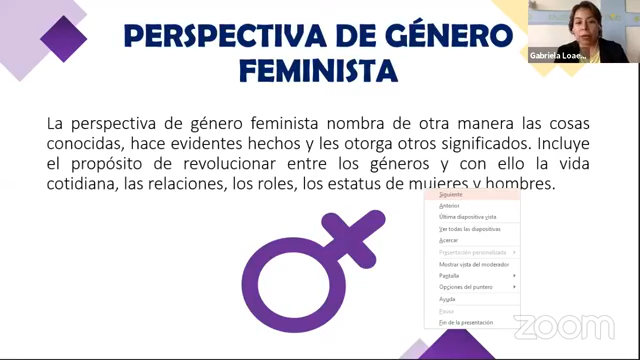 PERSPECTIVA DE GÉNERO
FEMINISTA
Gabriela Loae...
La perspectiva de género feminista nombra de otra manera las cosas
conocidas, hace evidentes hechos y les otorga otros significados. Incluye
el propósito de revolucionar entre los géneros y con ello la vida
cotidiana, las relaciones, los roles, los estatus de mujeres y hombres.
Siguiente
Anterior
Última diapositiva vista
Ver todas las diapositivas
Acercar
Presentación personalizada
Mostrar vista del moderador
Pantalla
Opciones del puntero
Ayuda
Pausa
Fin de la presentación
zoom